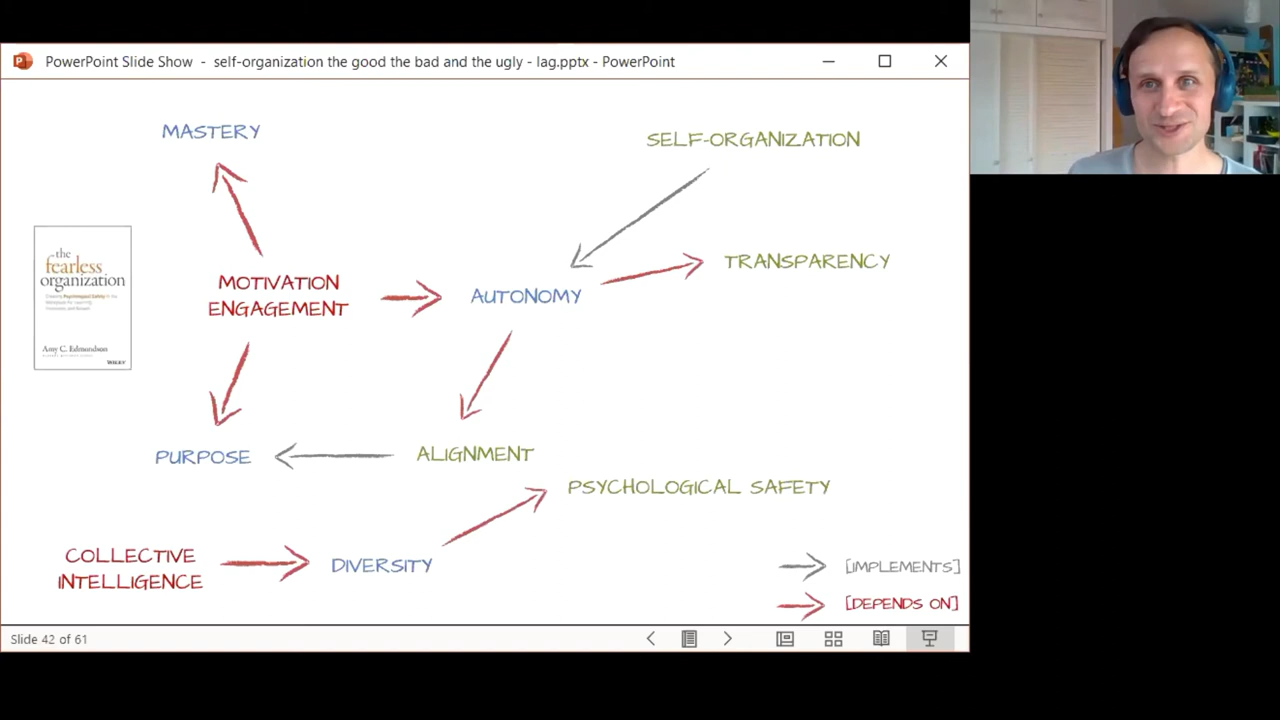 PowerPoint Slide Show - self-organization the good the bad and the ugly - lag.pptx - PowerPoint
MASTERY
SELF-ORGANIZATION
the
fearless
organization
Amy C. Edmondson
WILEY
MOTIVATION
ENGAGEMENT
AUTONOMY
TRANSPARENCY
PURPOSE
ALIGNMENT
PSYCHOLOGICAL SAFETY
COLLECTIVE
INTELLIGENCE
DIVERSITY
[IMPLEMENTS]
[DEPENDS ON]
Slide 42 of 61